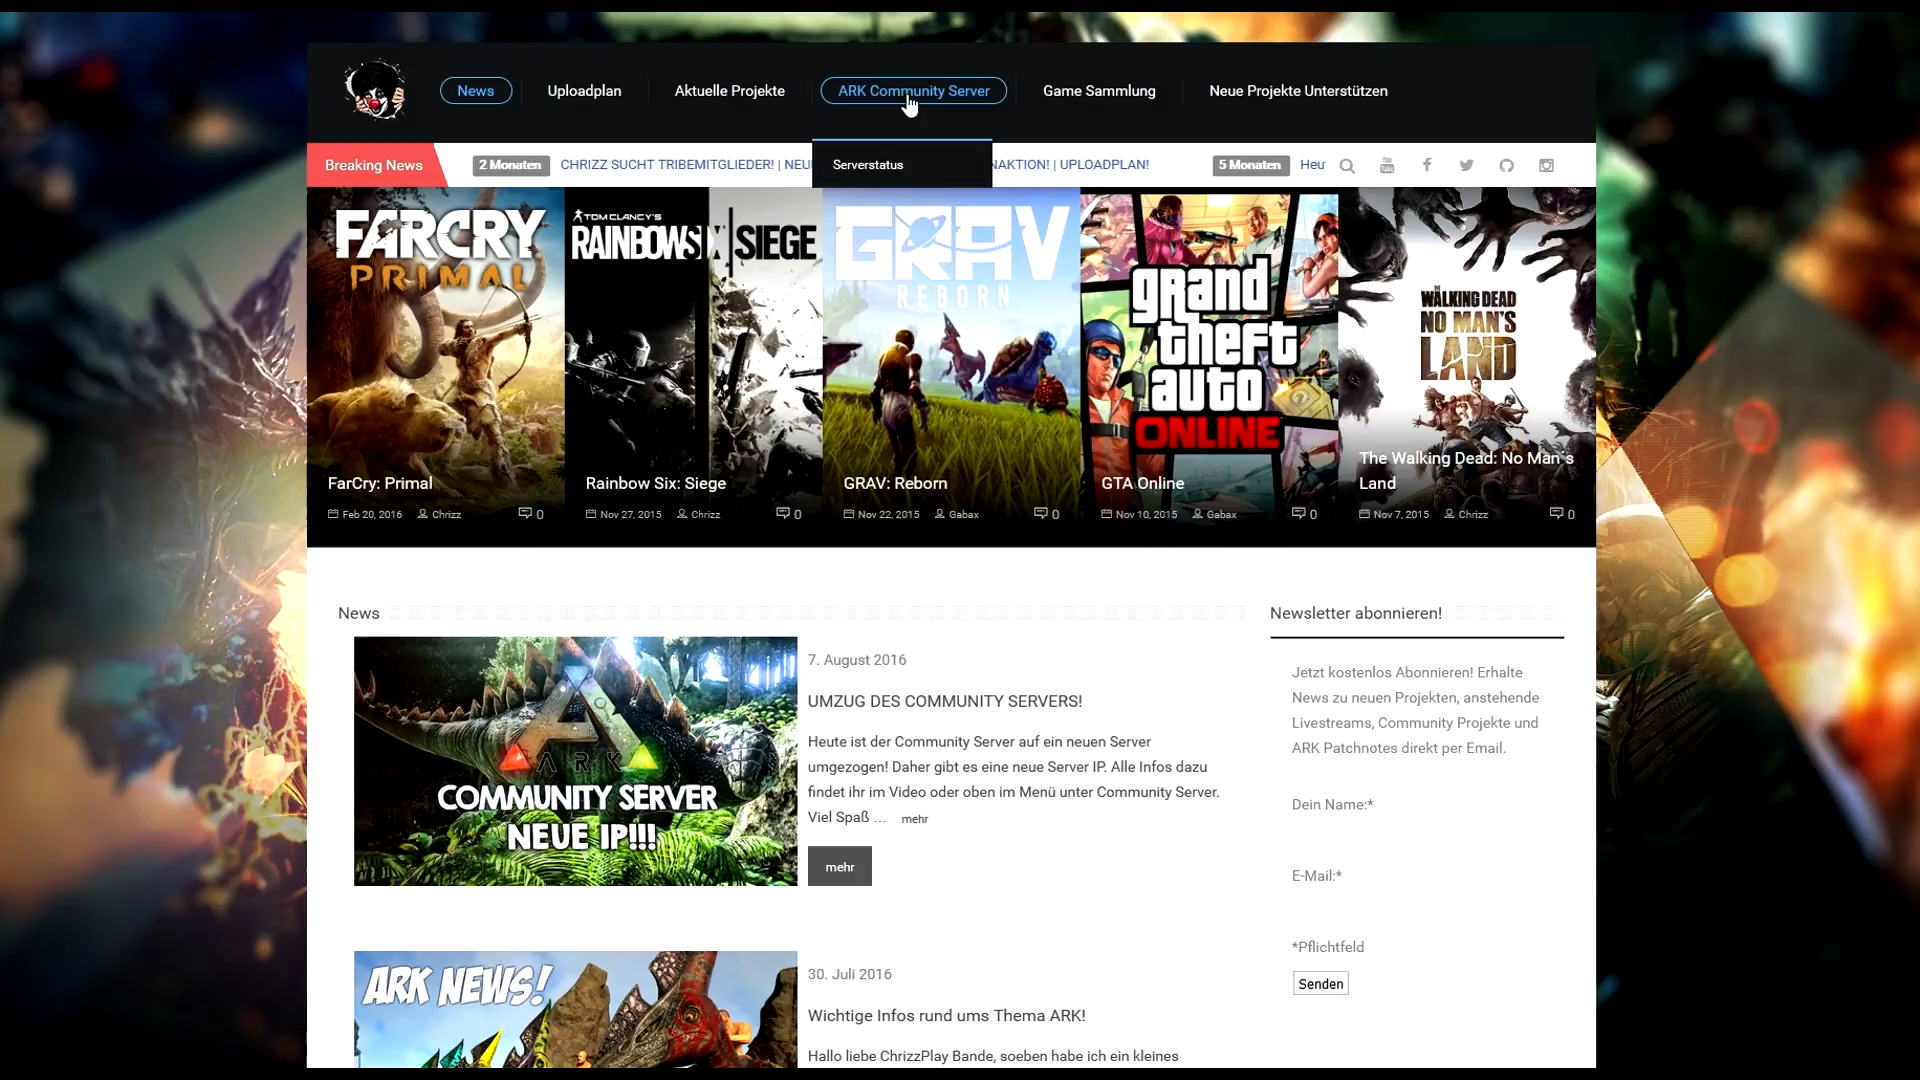 News
Uploadplan
Aktuelle Projekte
ARK Community Server
Game Sammlung
Neue Projekte Unterstützen
Breaking News
2 Monaten
CHRIZZ SUCHT TRIBEMITGLIEDER! | NEU
Serverstatus
NAKTION! | UPLOADPLAN!
5 Monaten
Heu
FARCRY
PRIMAL
TOM CLANCY'S
RAINBOW SIX | SIEGE
GRAV
REBORN
grand
theft
auto
ONLINE
THE
WALKING DEAD
NO MAN'S
LAND
FarCry: Primal
Feb 20, 2016
Chrizz
0
Rainbow Six: Siege
Nov 27, 2015
Chrizz
0
GRAV: Reborn
Nov 22, 2015
Gabax
0
GTA Online
Nov 10, 2015
Gabax
0
The Walking Dead: No Man´s
Land
Nov 7, 2015
Chrizz
0
News
ARK
COMMUNITY SERVER
NEUE IP!!!
7. August 2016
UMZUG DES COMMUNITY SERVERS!
Heute ist der Community Server auf ein neuen Server
umgezogen! Daher gibt es eine neue Server IP. Alle Infos dazu
findet ihr im Video oder oben im Menü unter Community Server.
Viel Spaß … mehr
mehr
ARK NEWS!
30. Juli 2016
Wichtige Infos rund ums Thema ARK!
Hallo liebe ChrizzPlay Bande, soeben habe ich ein kleines
Newsletter abonnieren!
Jetzt kostenlos Abonnieren! Erhalte
News zu neuen Projekten, anstehende
Livestreams, Community Projekte und
ARK Patchnotes direkt per Email.
Dein Name:*
E-Mail:*
*Pflichtfeld
Senden